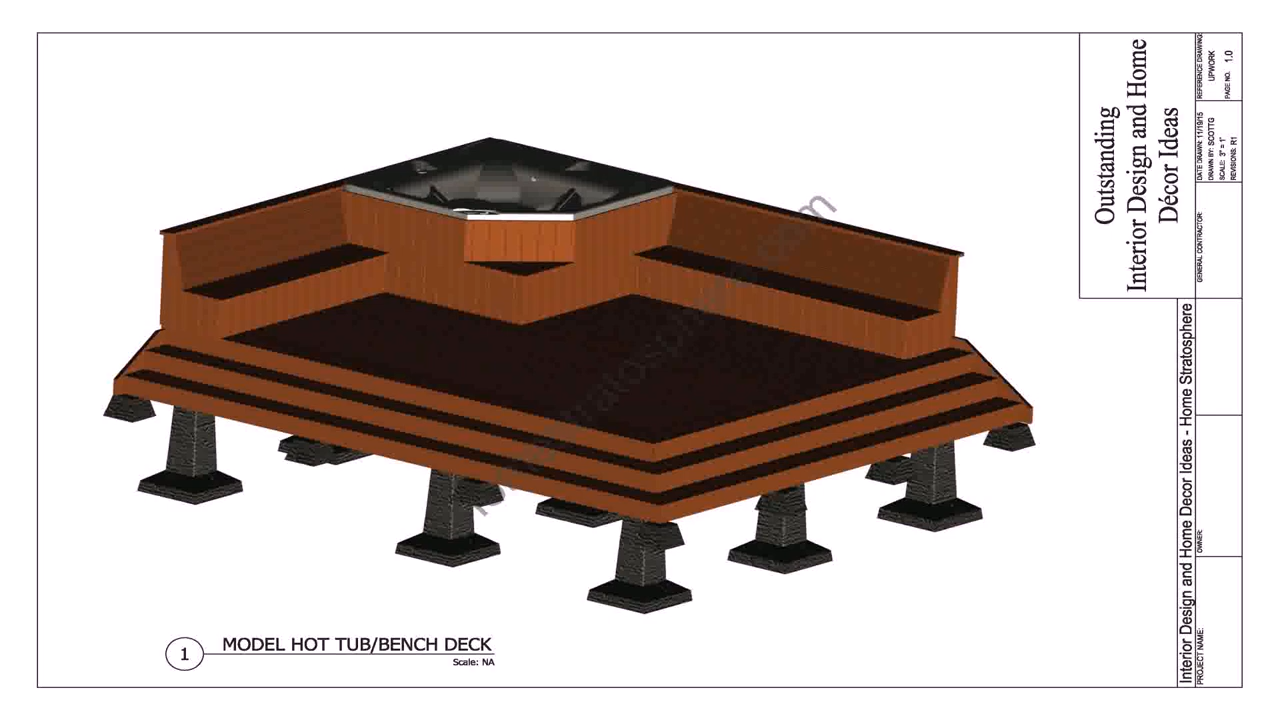 Outstanding
Interior Design and Home
Décor Ideas
REFERENCE DRAWING:
UPWORK
PAGE NO. 1.0
DATE DRAWN: 11/19/15
DRAWN BY: SCOTTG
SCALE: 3" = 1'
REVISIONS: R1
GENERAL CONTRACTOR:
OWNER:
PROJECT NAME:
Interior Design and Home Decor Ideas - Home Stratosphere
1
MODEL HOT TUB/BENCH DECK
Scale: NA